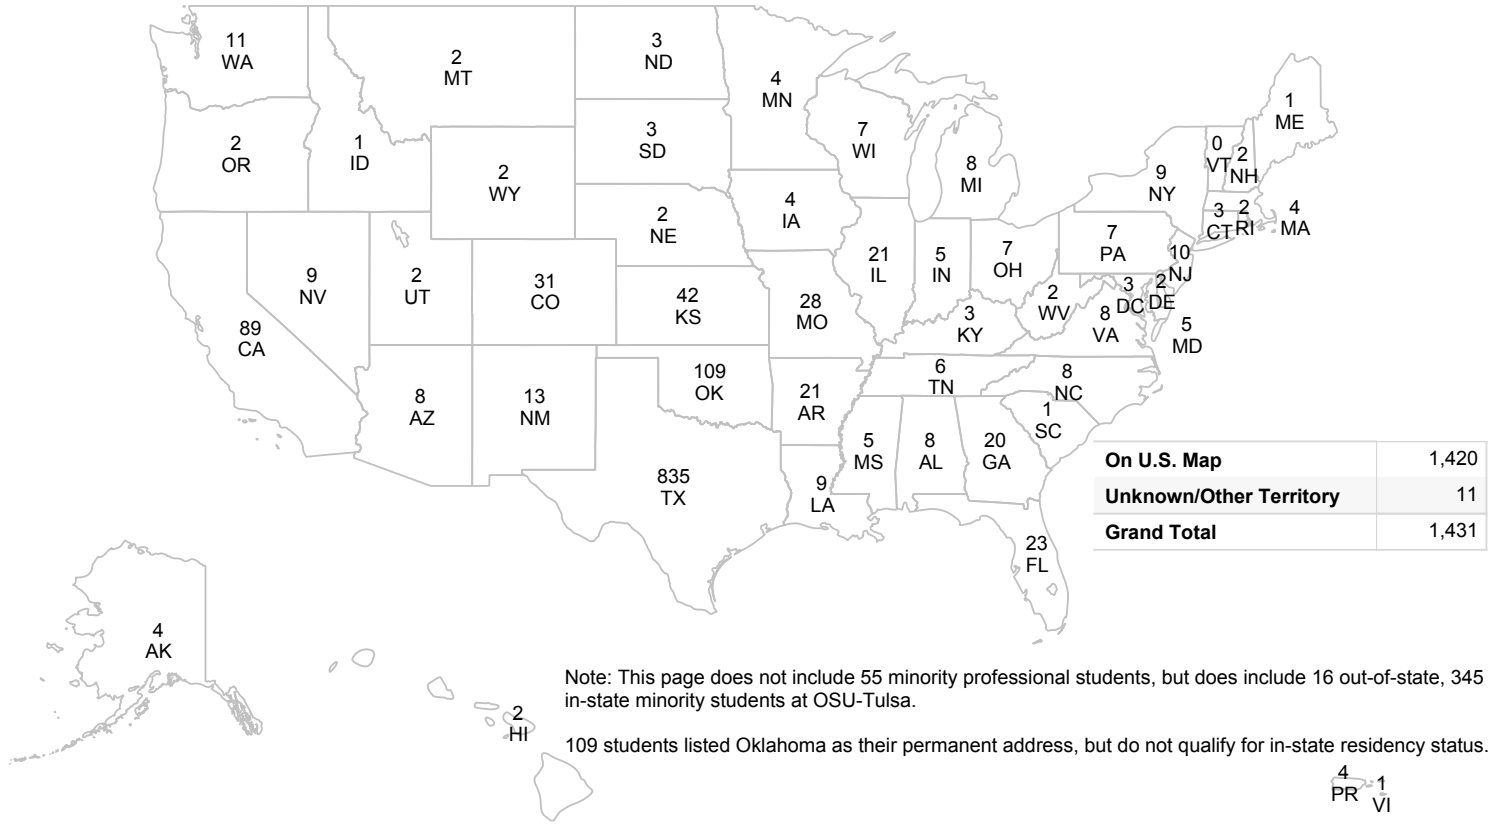 11
WA
2
MT
3
ND
4
MN
1
ME
2
OR
1
ID
2
WY
3
SD
7
WI
8
MI
9
NY
0
VT
2
NH
2
NE
4
IA
3
CT
2
RI
4
MA
9
NV
2
UT
31
CO
42
KS
28
MO
21
IL
5
IN
7
OH
7
PA
10
NJ
2
WV
3
DC
2
DE
8
VA
5
MD
89
CA
3
KY
8
AZ
13
NM
109
OK
21
AR
6
TN
8
NC
1
SC
835
TX
9
LA
5
MS
8
AL
20
GA
23
FL
On U.S. Map 1,420
Unknown/Other Territory 11
Grand Total 1,431
4
AK
2
HI
Note: This page does not include 55 minority professional students, but does include 16 out-of-state, 345
in-state minority students at OSU-Tulsa.
109 students listed Oklahoma as their permanent address, but do not qualify for in-state residency status.
4
PR
1
VI